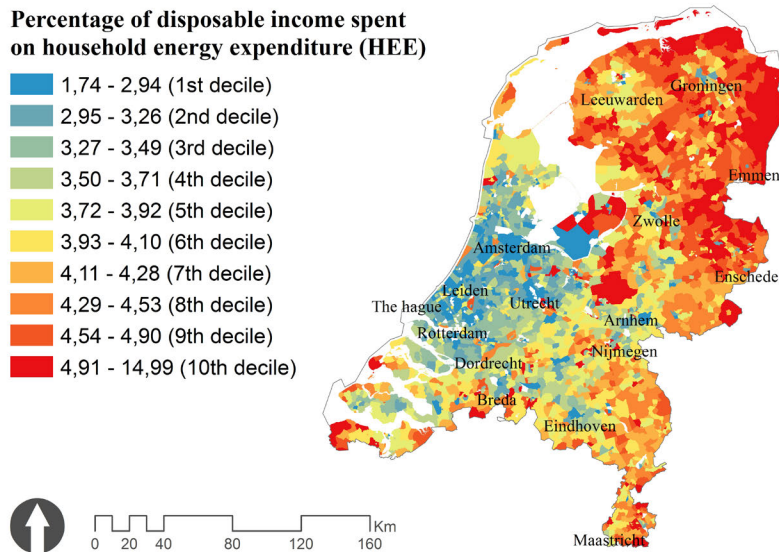 Percentage of disposable income spent
on household energy expenditure (HEE)
1,74 - 2,94 (1st decile)
2,95 - 3,26 (2nd decile)
3,27 - 3,49 (3rd decile)
3,50 - 3,71 (4th decile)
3,72 - 3,92 (5th decile)
3,93 - 4,10 (6th decile)
4,11 - 4,28 (7th decile)
4,29 - 4,53 (8th decile)
4,54 - 4,90 (9th decile)
4,91 - 14,99 (10th decile)
Groningen
Leeuwarden
Emmen
Zwolle
Amsterdam
Enschede
Leiden
Utrecht
The hague
Arnhem
Rotterdam
Nijmegen
Dordrecht
Breda
Eindhoven
Maastricht
Km
0 20 40 80 120 160